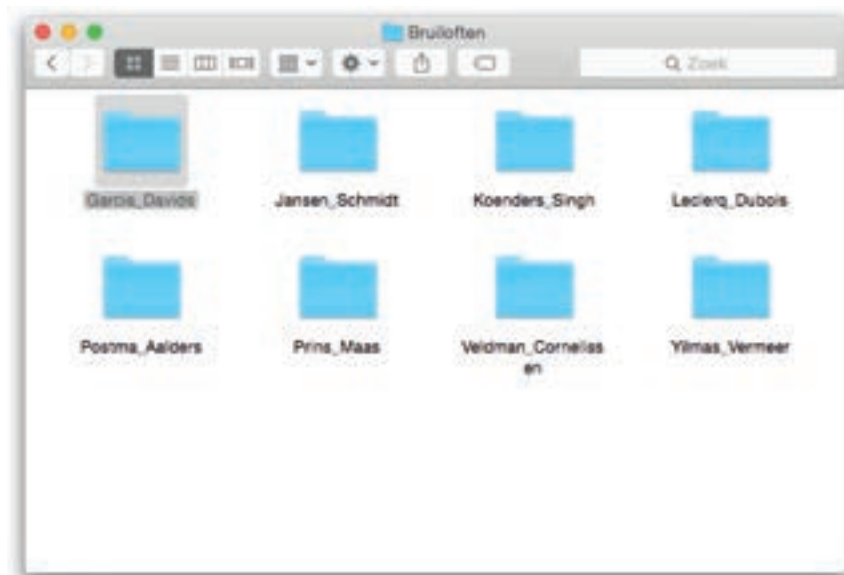 Bruiloften
Zoek
Garcia_Davids
Jansen_Schmidt
Koenders_Singh
Leclerq_Dubois
Postma_Aalders
Prins_Maas
Veldman_Corneliss
en
Yilmas_Vermeer